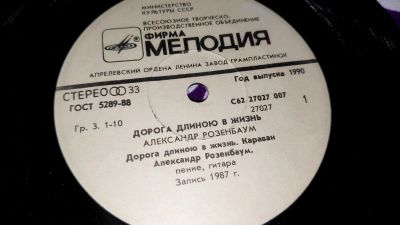 МИНИСТЕРСТВО
КУЛЬТУРЫ СССР
ВСЕСОЮЗНОЕ ТВОРЧЕСКО-
ПРОИЗВОДСТВЕННОЕ ОБЪЕДИНЕНИЕ
ФИРМА
МЕЛОДИЯ
АПРЕЛЕВСКИЙ ОРДЕНА ЛЕНИНА ЗАВОД ГРАМПЛАСТИНОК
СТЕРЕО 33
Год выпуска 1990
ГОСТ 5289-88
С62 27027 007
27027
Гр. 3. 1-10
1
ДОРОГА ДЛИНОЮ В ЖИЗНЬ
АЛЕКСАНДР РОЗЕНБАУМ
Дорога длиною в жизнь. Караван
Александр Розенбаум,
пение, гитара
Запись 1987 г.